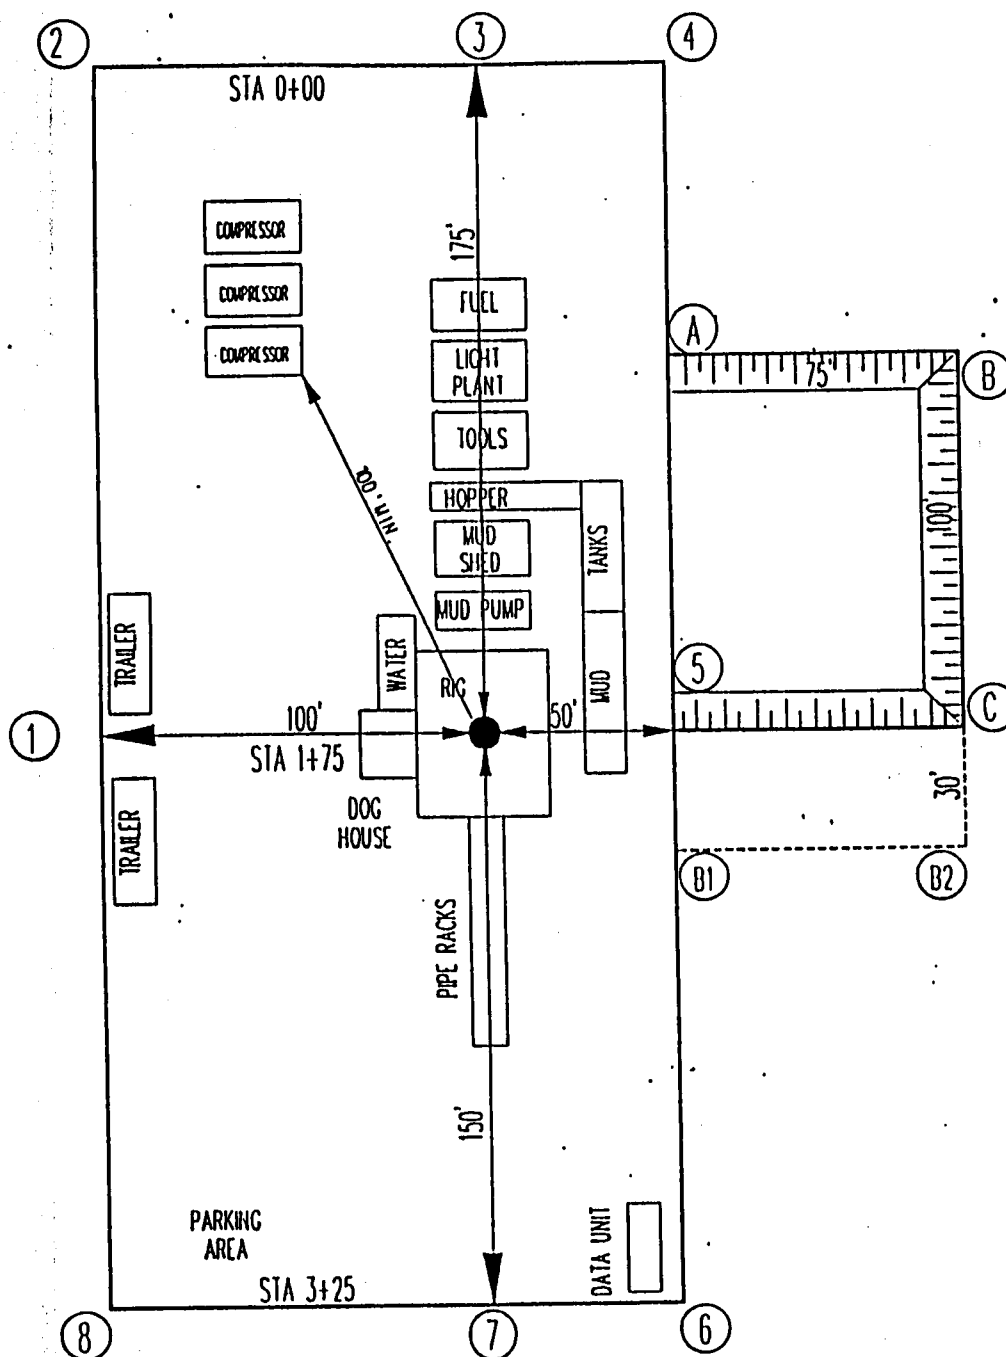 2
3
4
STA 0+00
175'
COMPRESSOR
COMPRESSOR
COMPRESSOR
FUEL
LIGHT
PLANT
TOOLS
HOPPER
MUD
SHED
MUD PUMP
TANKS
MUD
100' MIN.
A
75'
B
100'
5
C
30'
B1
B2
TRAILER
WATER
RIG
1
100'
50'
STA 1+75
TRAILER
DOG
HOUSE
PIPE RACKS
150'
PARKING
AREA
DATA UNIT
STA 3+25
8
7
6